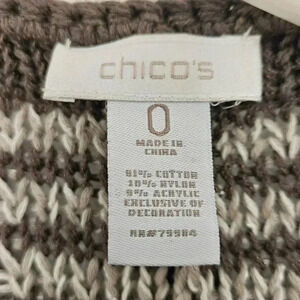 chico's
0
MADE IN
CHINA
81% COTTON
10% NYLON
9% ACRYLIC
EXCLUSIVE OF
DECORATION
RN#79984